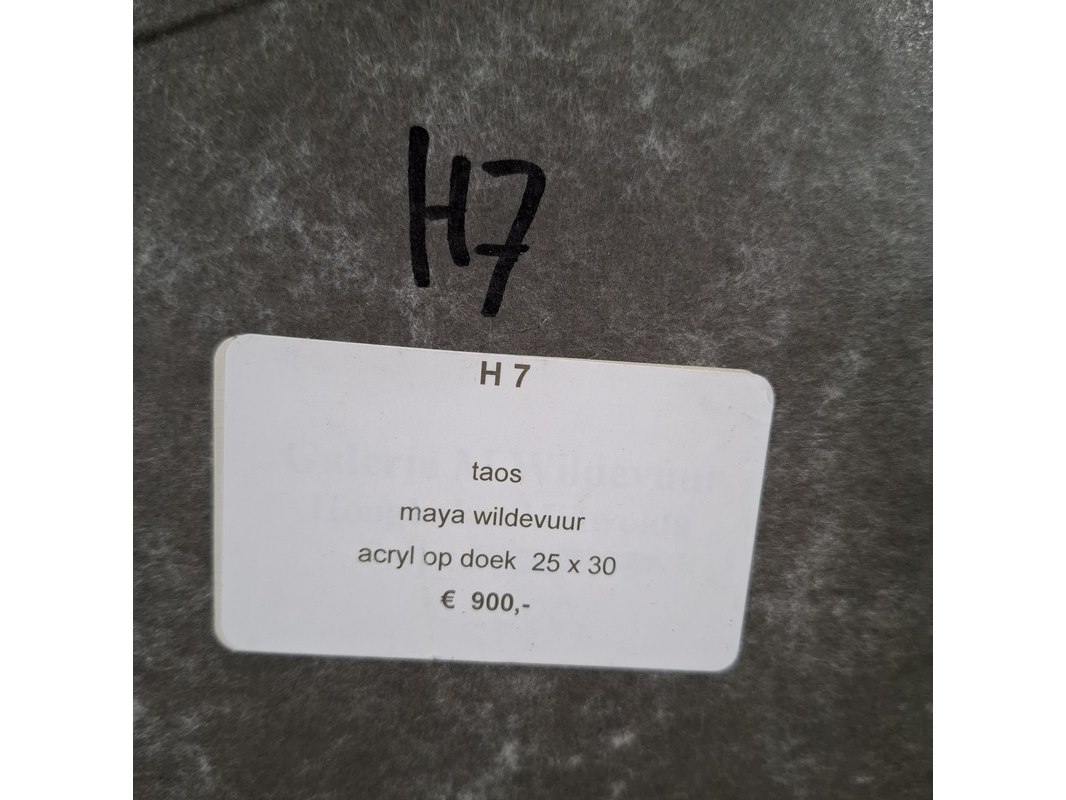 H7
H 7
taos
maya wildevuur
acryl op doek 25 x 30
€ 900,-